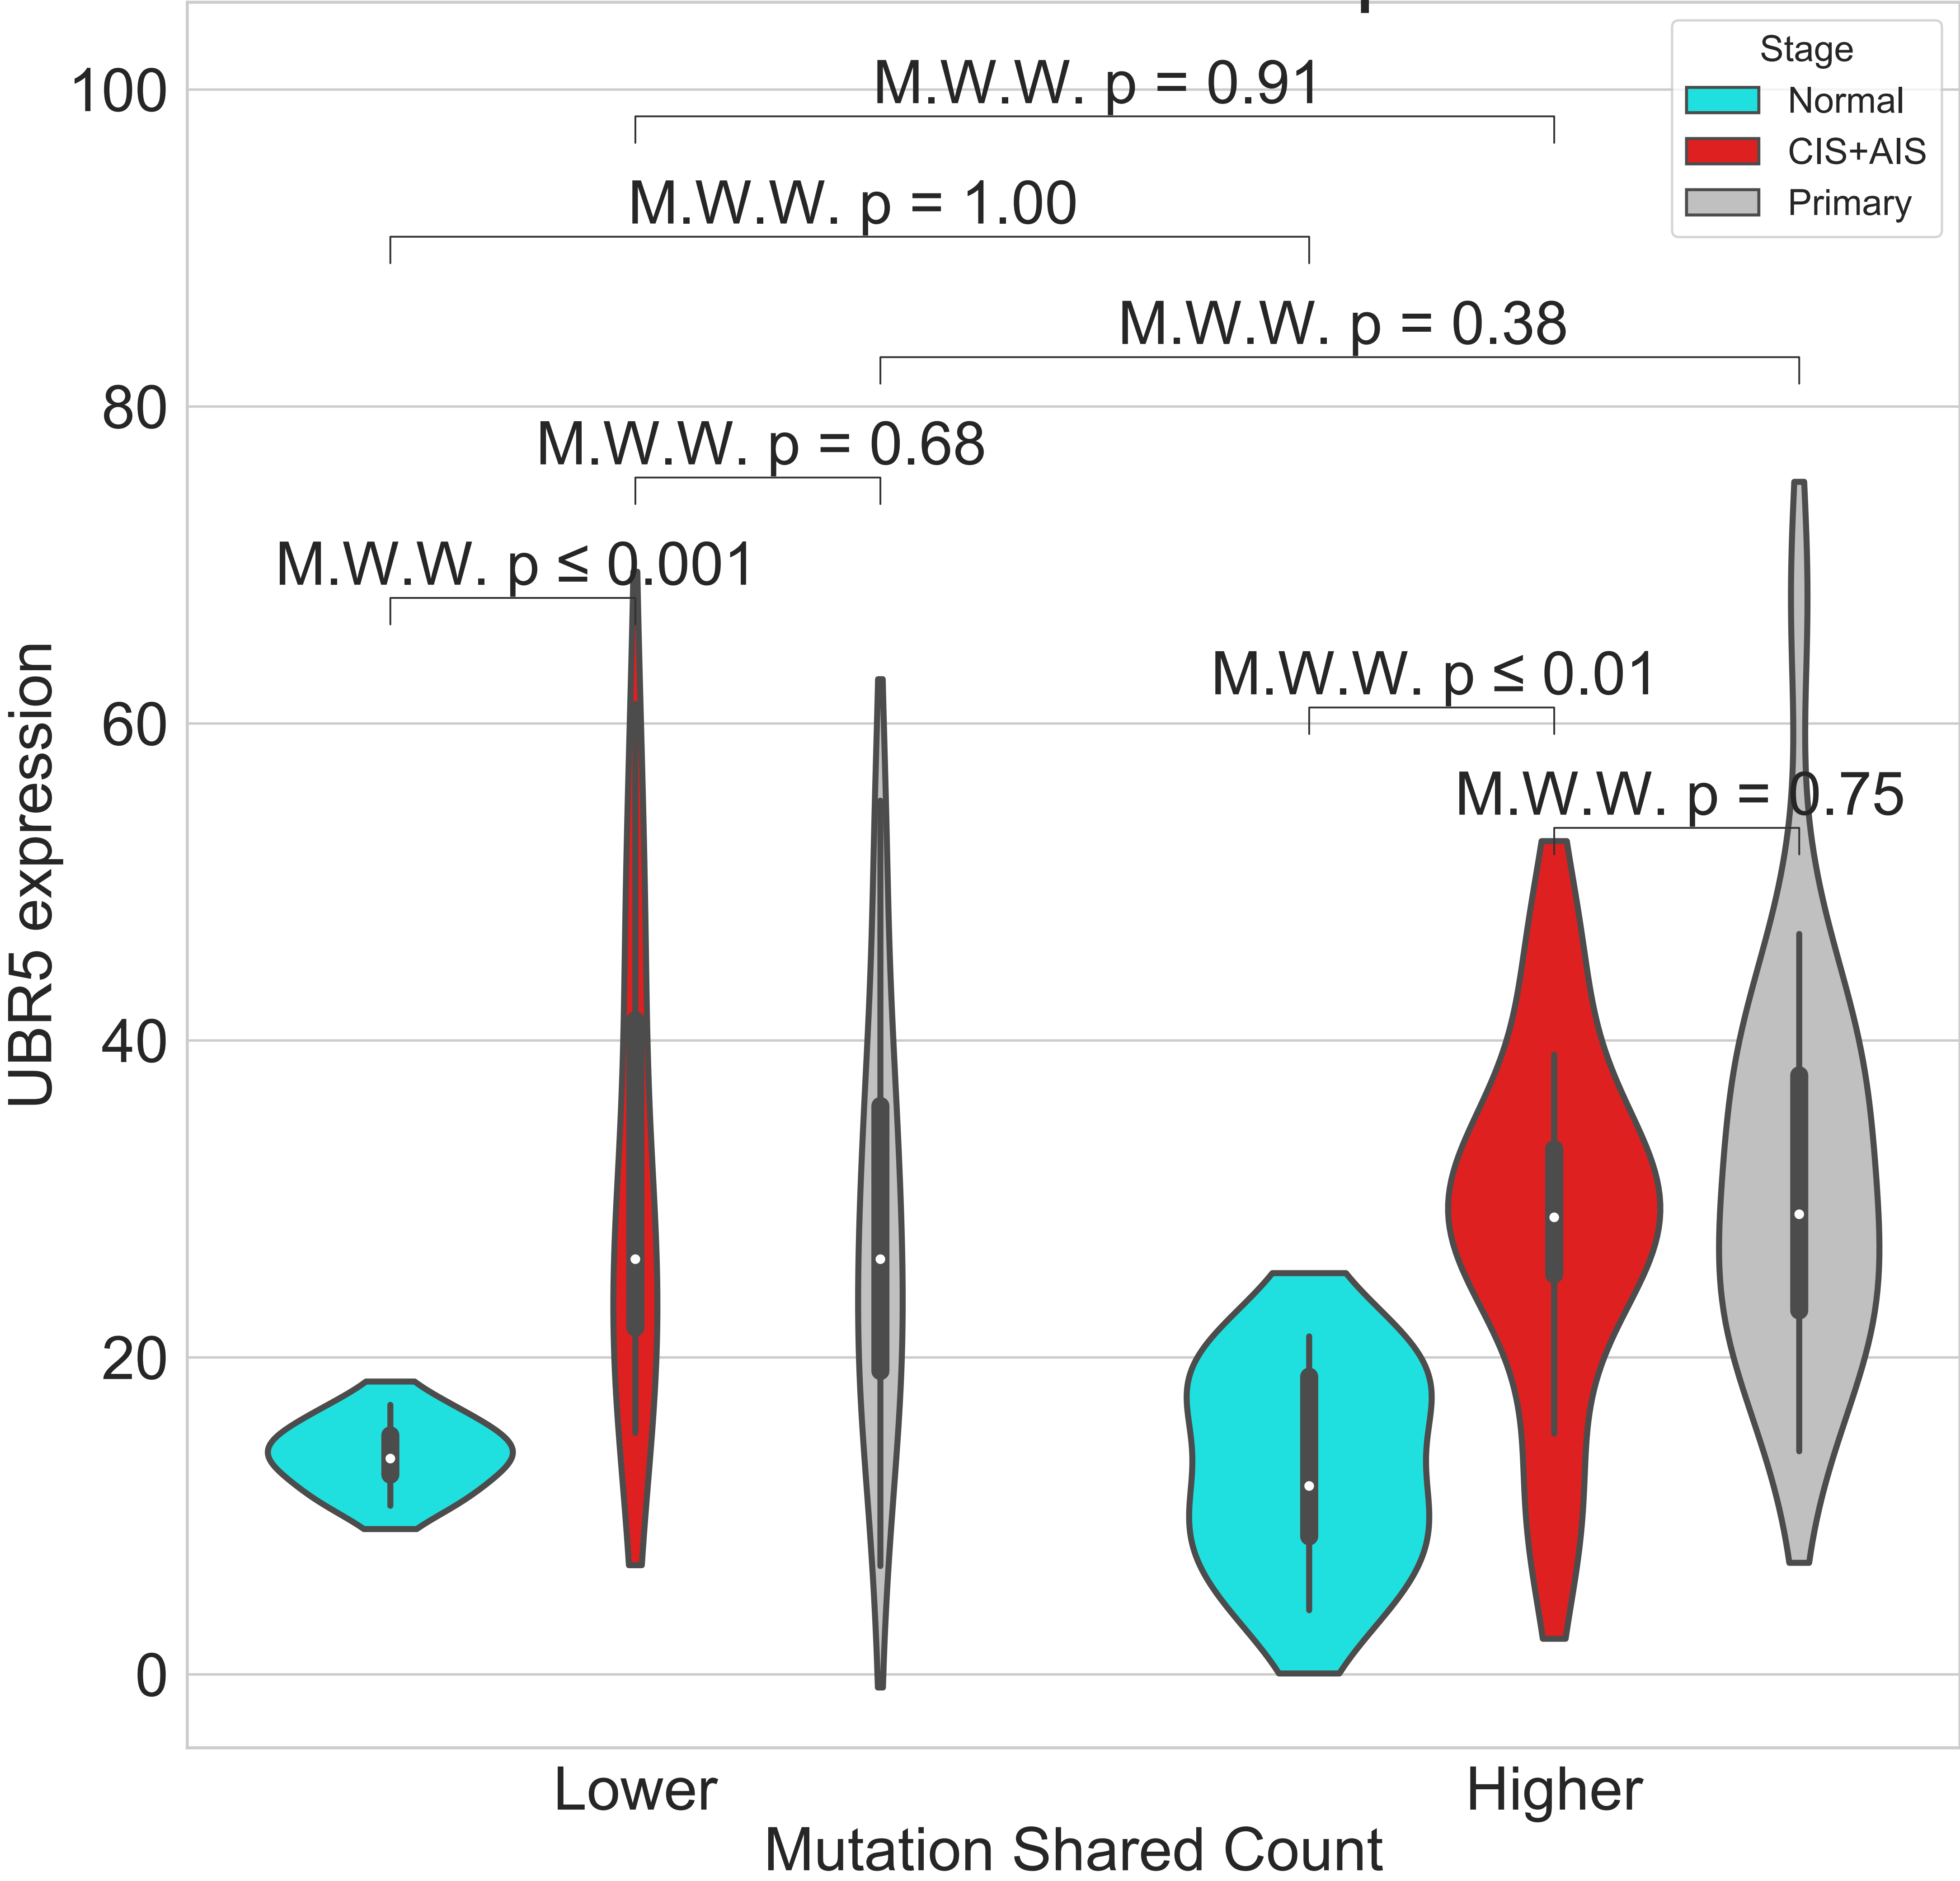 Stage
Normal
CIS+AIS
Primary
M.W.W. p = 0.91
M.W.W. p = 1.00
M.W.W. p = 0.38
M.W.W. p = 0.68
M.W.W. p ≤ 0.001
M.W.W. p ≤ 0.01
M.W.W. p = 0.75
100
80
60
40
20
0
UBR5 expression
Lower
Higher
Mutation Shared Count